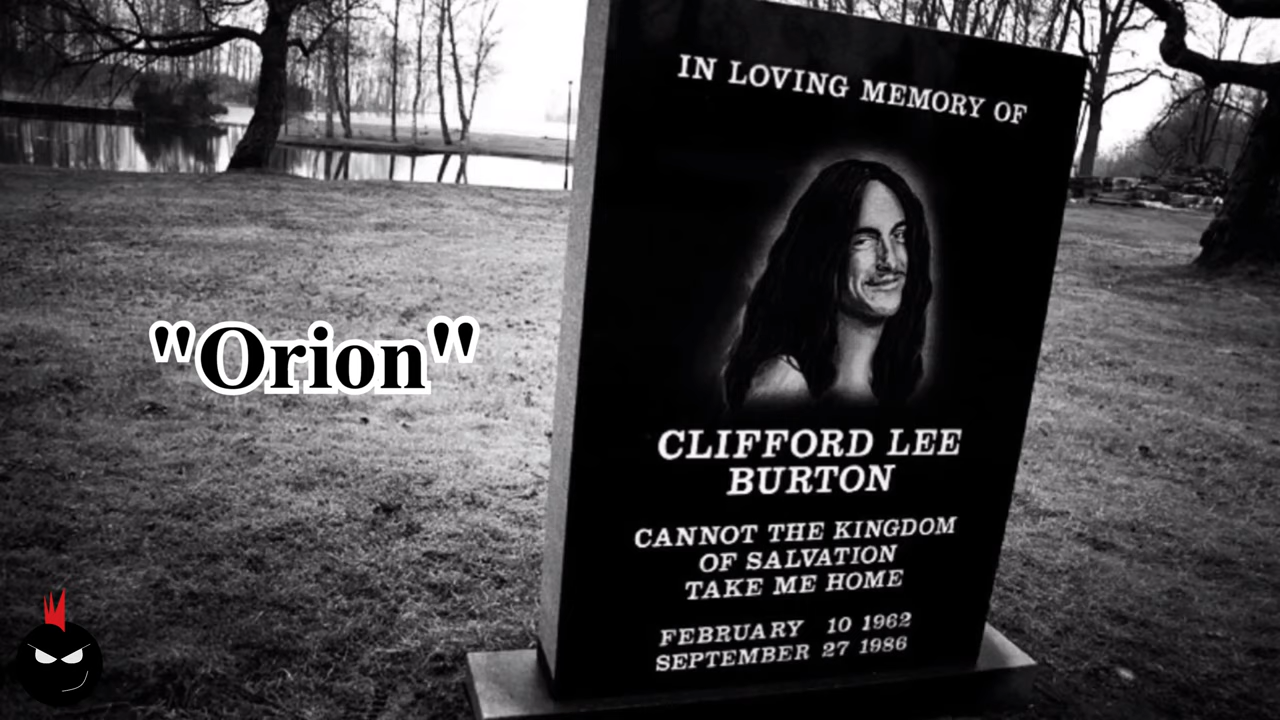 "Orion"
IN LOVING MEMORY OF
CLIFFORD LEE
BURTON
CANNOT THE KINGDOM
OF SALVATION
TAKE ME HOME
FEBRUARY 10 1962
SEPTEMBER 27 1986